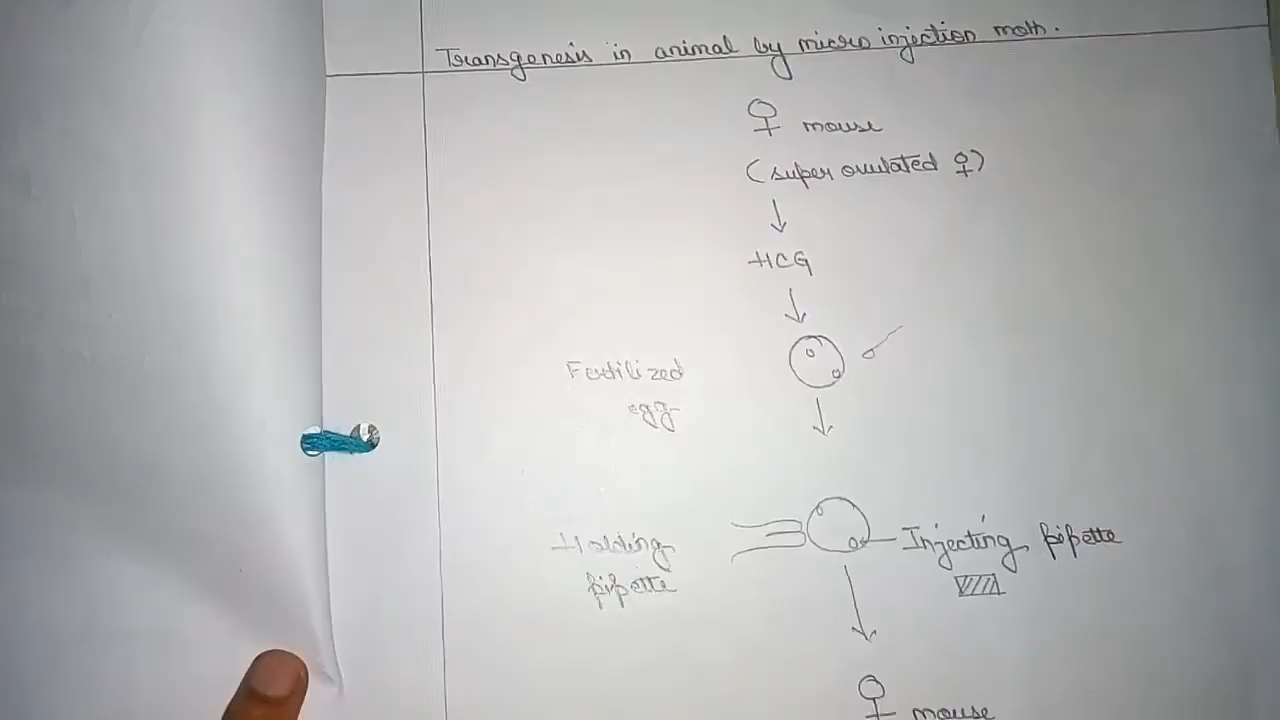 Transgenesis in animal by micro injection meth.
♀ mouse
(super ovulated ♀)
HCG
Fertilized
egg
Holding
pipette
Injecting pipette
♀ mouse